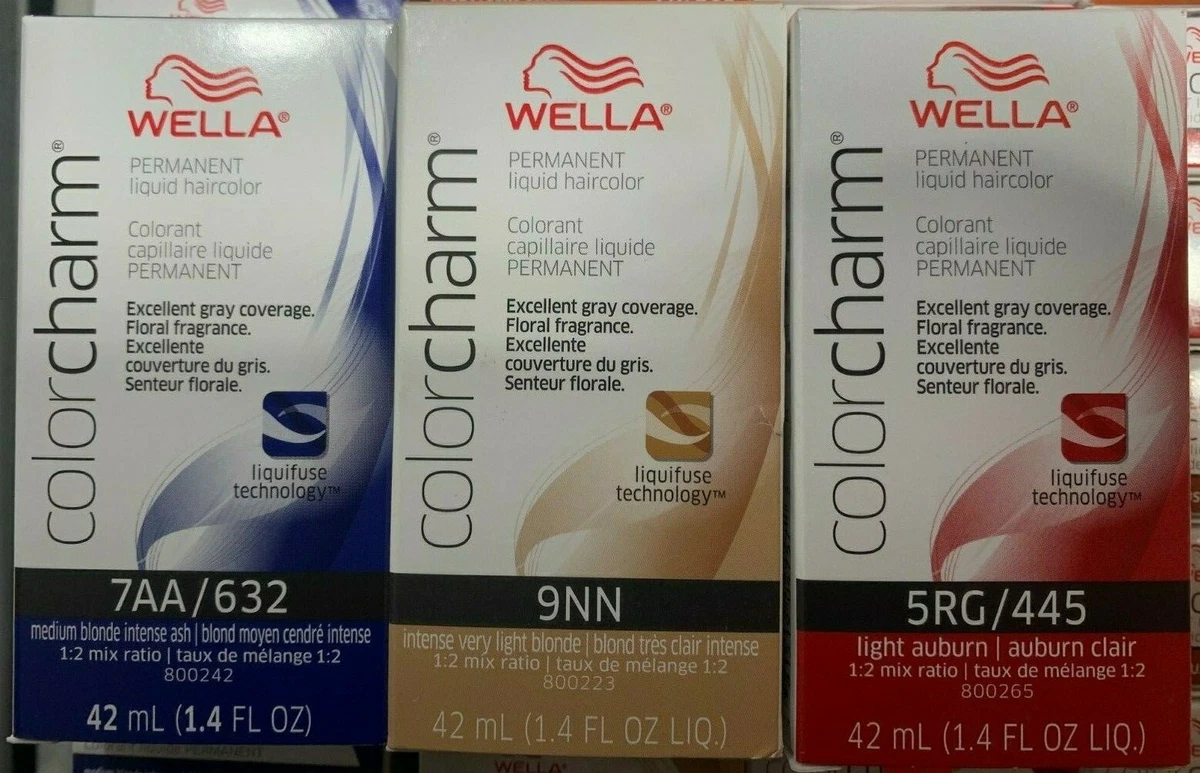 WELLA®
colorcharm®
PERMANENT
liquid haircolor
Colorant
capillaire liquide
PERMANENT
Excellent gray coverage.
Floral fragrance.
Excellente
couverture du gris.
Senteur florale.
liquifuse
technology™
7AA/632
medium blonde intense ash | blond moyen cendré intense
1:2 mix ratio | taux de mélange 1:2
800242
42 mL (1.4 FL OZ)
WELLA®
colorcharm®
PERMANENT
liquid haircolor
Colorant
capillaire liquide
PERMANENT
Excellent gray coverage.
Floral fragrance.
Excellente
couverture du gris.
Senteur florale.
liquifuse
technology™
9NN
intense very light blonde | blond très clair intense
1:2 mix ratio | taux de mélange 1:2
800223
42 mL (1.4 FL OZ LIQ.)
WELLA®
colorcharm®
PERMANENT
liquid haircolor
Colorant
capillaire liquide
PERMANENT
Excellent gray coverage.
Floral fragrance.
Excellente
couverture du gris.
Senteur florale.
liquifuse
technology™
5RG/445
light auburn | auburn clair
1:2 mix ratio | taux de mélange 1:2
800265
42 mL (1.4 FL OZ LIQ.)
WELLA